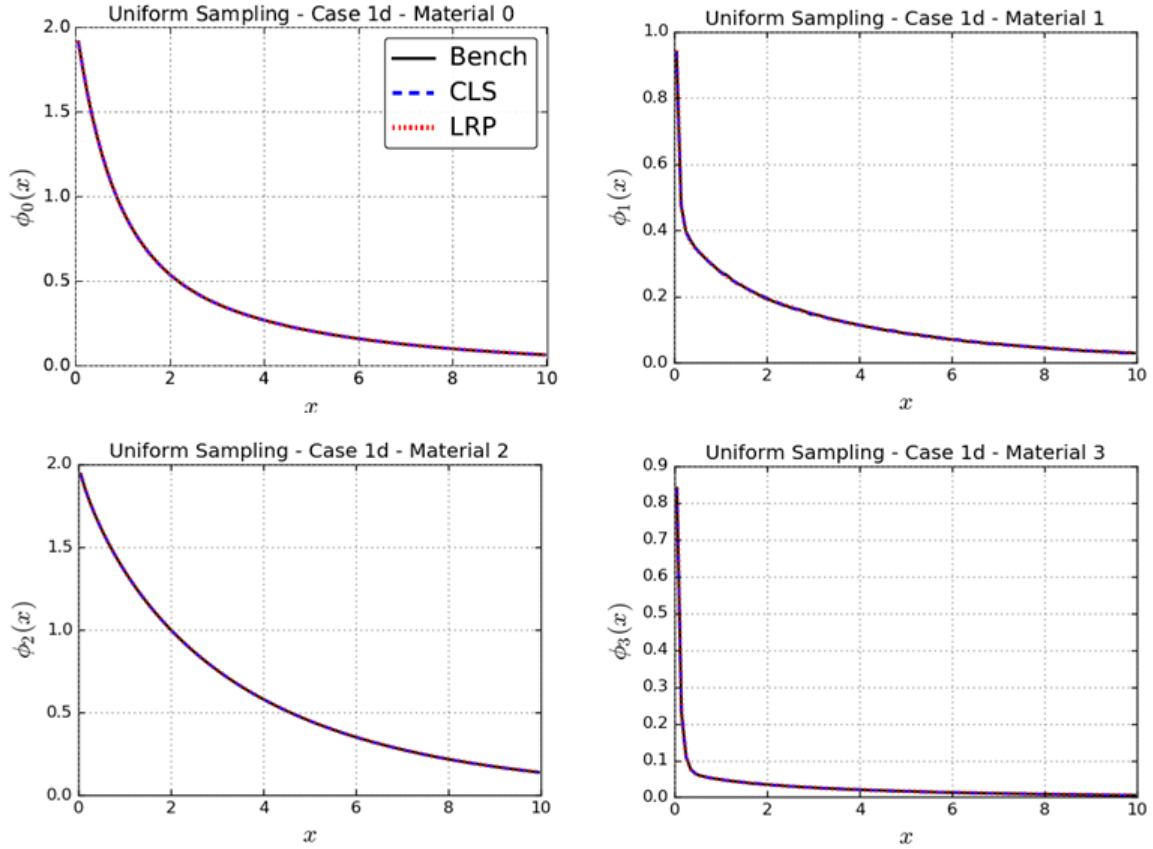 Uniform Sampling - Case 1d - Material 0
2.0
1.5
1.0
0.5
0.0
ϕ₀(x)
Bench
CLS
LRP
0 2 4 6 8 10
x
Uniform Sampling - Case 1d - Material 1
1.0
0.8
0.6
0.4
0.2
0.0
ϕ₁(x)
0 2 4 6 8 10
x
Uniform Sampling - Case 1d - Material 2
2.0
1.5
1.0
0.5
0.0
ϕ₂(x)
0 2 4 6 8 10
x
Uniform Sampling - Case 1d - Material 3
0.9
0.8
0.7
0.6
0.5
0.4
0.3
0.2
0.1
0.0
ϕ₃(x)
0 2 4 6 8 10
x